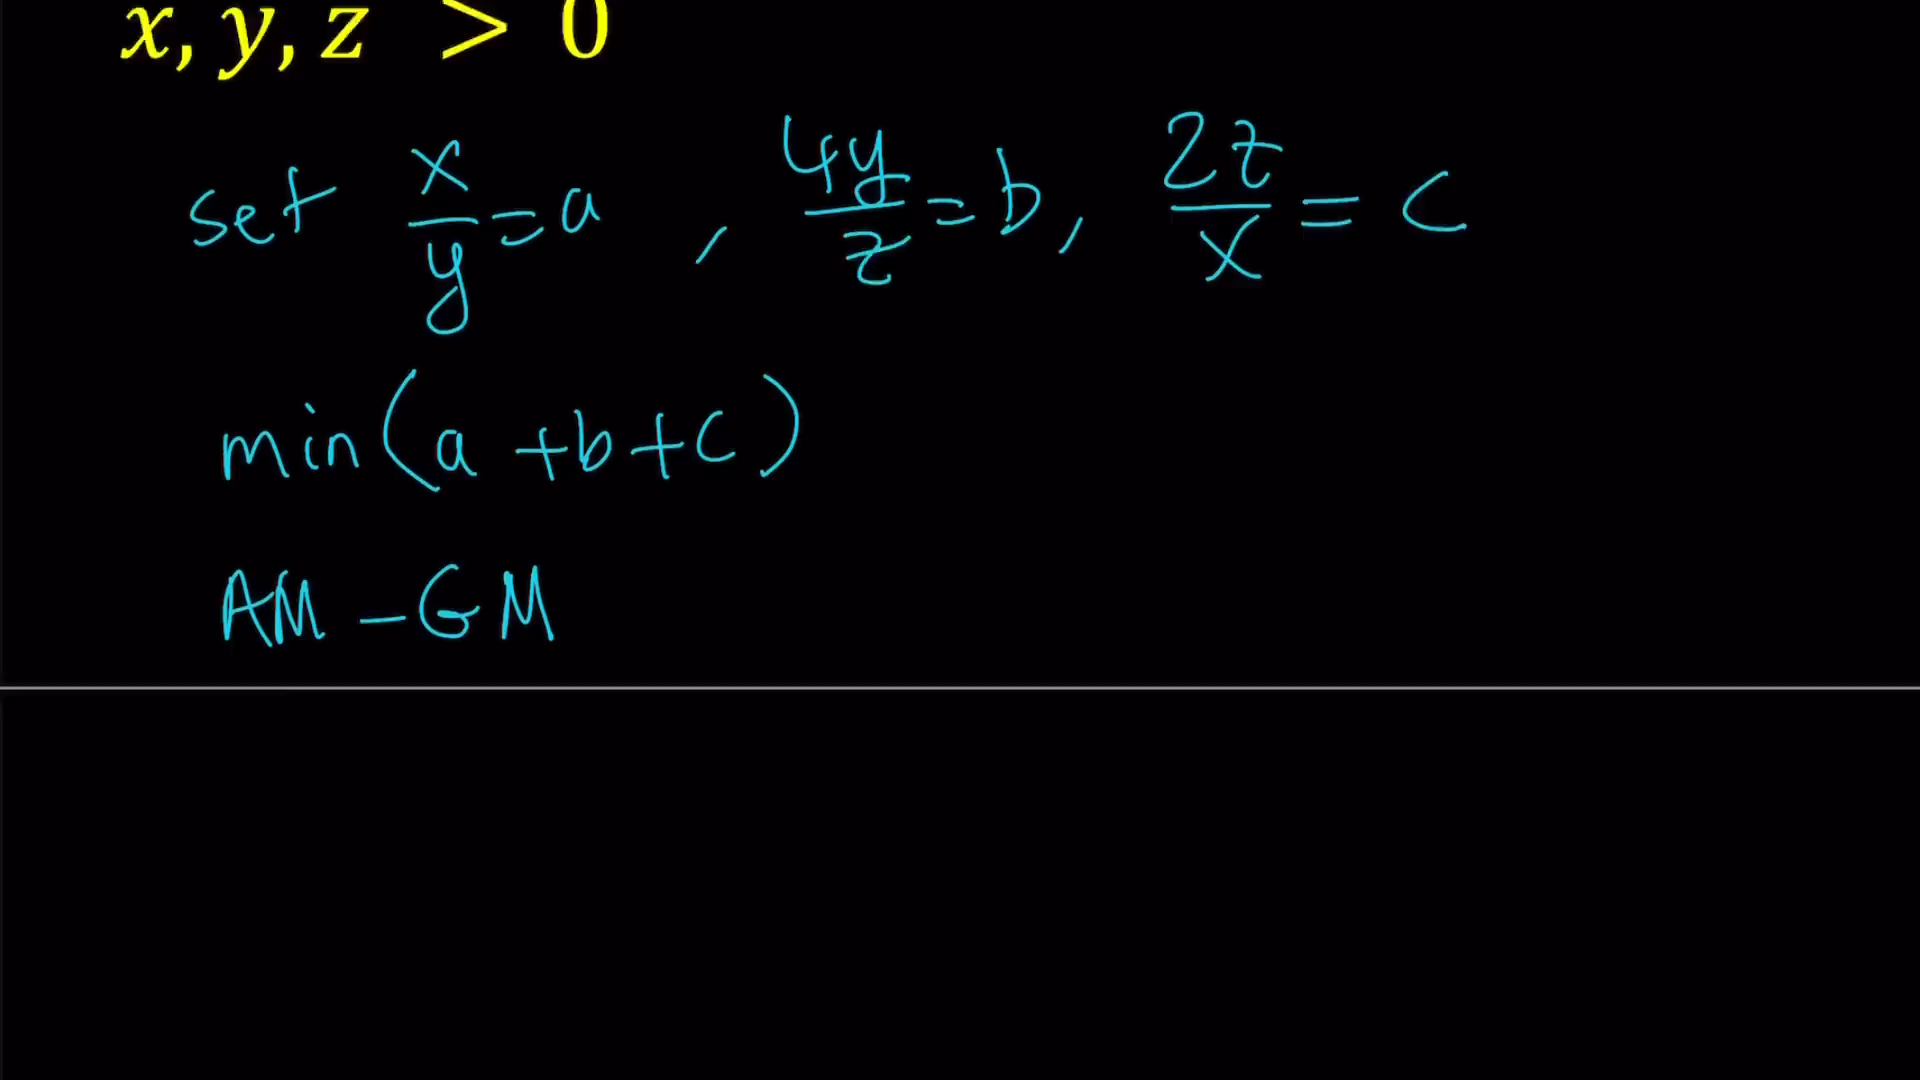 x, y, z > 0
set x/y = a , 4y/z = b, 2z/x = c
min(a + b + c)
AM - GM